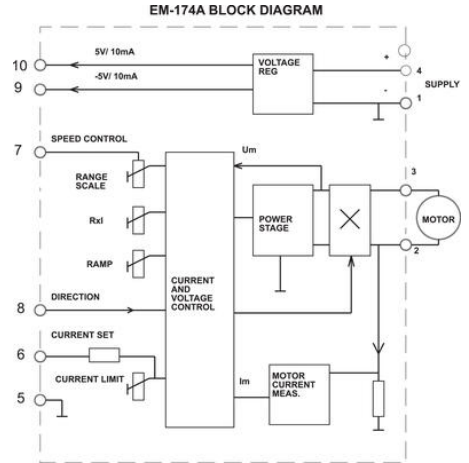 EM-174A BLOCK DIAGRAM
10
5V/ 10mA
9
-5V/ 10mA
VOLTAGE
REG
+
4
SUPPLY
-
1
7
SPEED CONTROL
RANGE
SCALE
Um
3
RxI
POWER
STAGE
MOTOR
2
RAMP
CURRENT
AND
VOLTAGE
CONTROL
8
DIRECTION
6
CURRENT SET
CURRENT LIMIT
5
Im
MOTOR
CURRENT
MEAS.